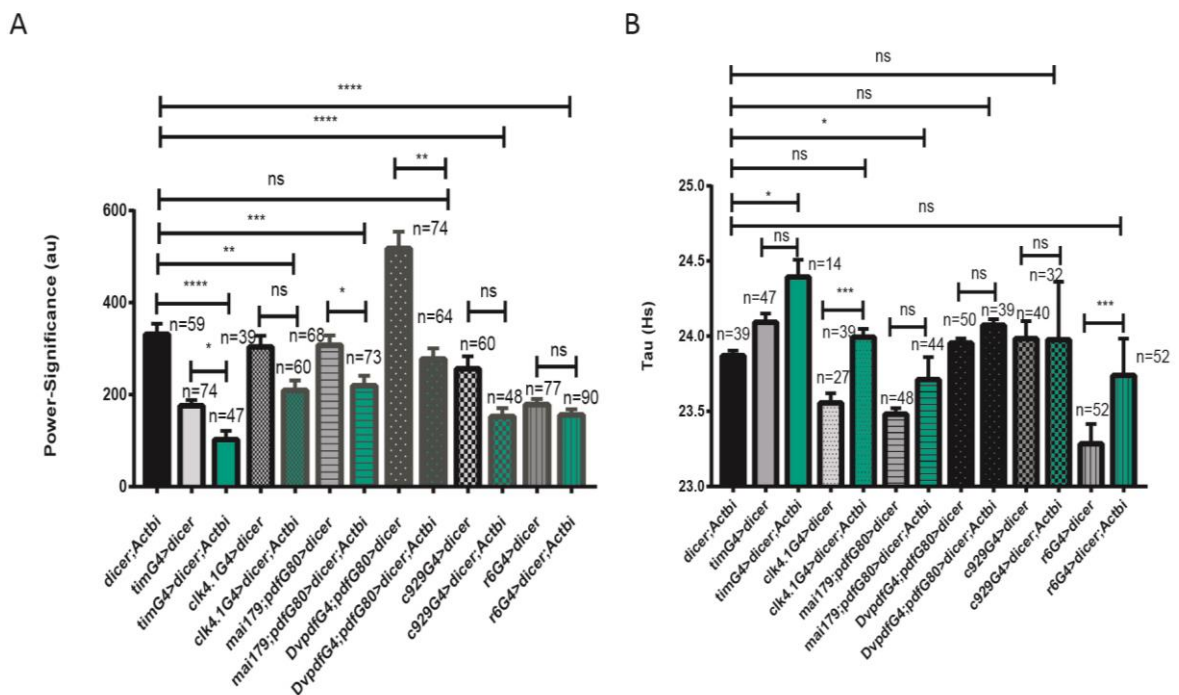 A
****
****
**
ns
***
**
****
ns
*
ns
ns
*
n=59
n=74
n=47
n=39
n=60
n=68
n=73
n=74
n=64
n=60
n=48
n=77
n=90
Power-Significance (au)
600
400
200
0
dicer;Actbi
timG4>dicer
timG4>dicer;Actbi
clk4.1G4>dicer
clk4.1G4>dicer;Actbi
mai179;pdfG80>dicer
mai179;pdfG80>dicer;Actbi
DvpdfG4;pdfG80>dicer
DvpdfG4;pdfG80>dicer;Actbi
c929G4>dicer
c929G4>dicer;Actbi
r6G4>dicer
r6G4>dicer;Actbi
B
ns
ns
*
ns
*
ns
ns
ns
ns
***
ns
***
n=39
n=47
n=14
n=27
n=39
n=48
n=44
n=50
n=39
n=40
n=32
n=52
n=52
Tau (Hs)
25.0
24.5
24.0
23.5
23.0
dicer;Actbi
timG4>dicer
timG4>dicer;Actbi
clk4.1G4>dicer
clk4.1G4>dicer;Actbi
mai179;pdfG80>dicer
mai179;pdfG80>dicer;Actbi
DvpdfG4;pdfG80>dicer
DvpdfG4;pdfG80>dicer;Actbi
c929G4>dicer
c929G4>dicer;Actbi
r6G4>dicer
r6G4>dicer;Actbi